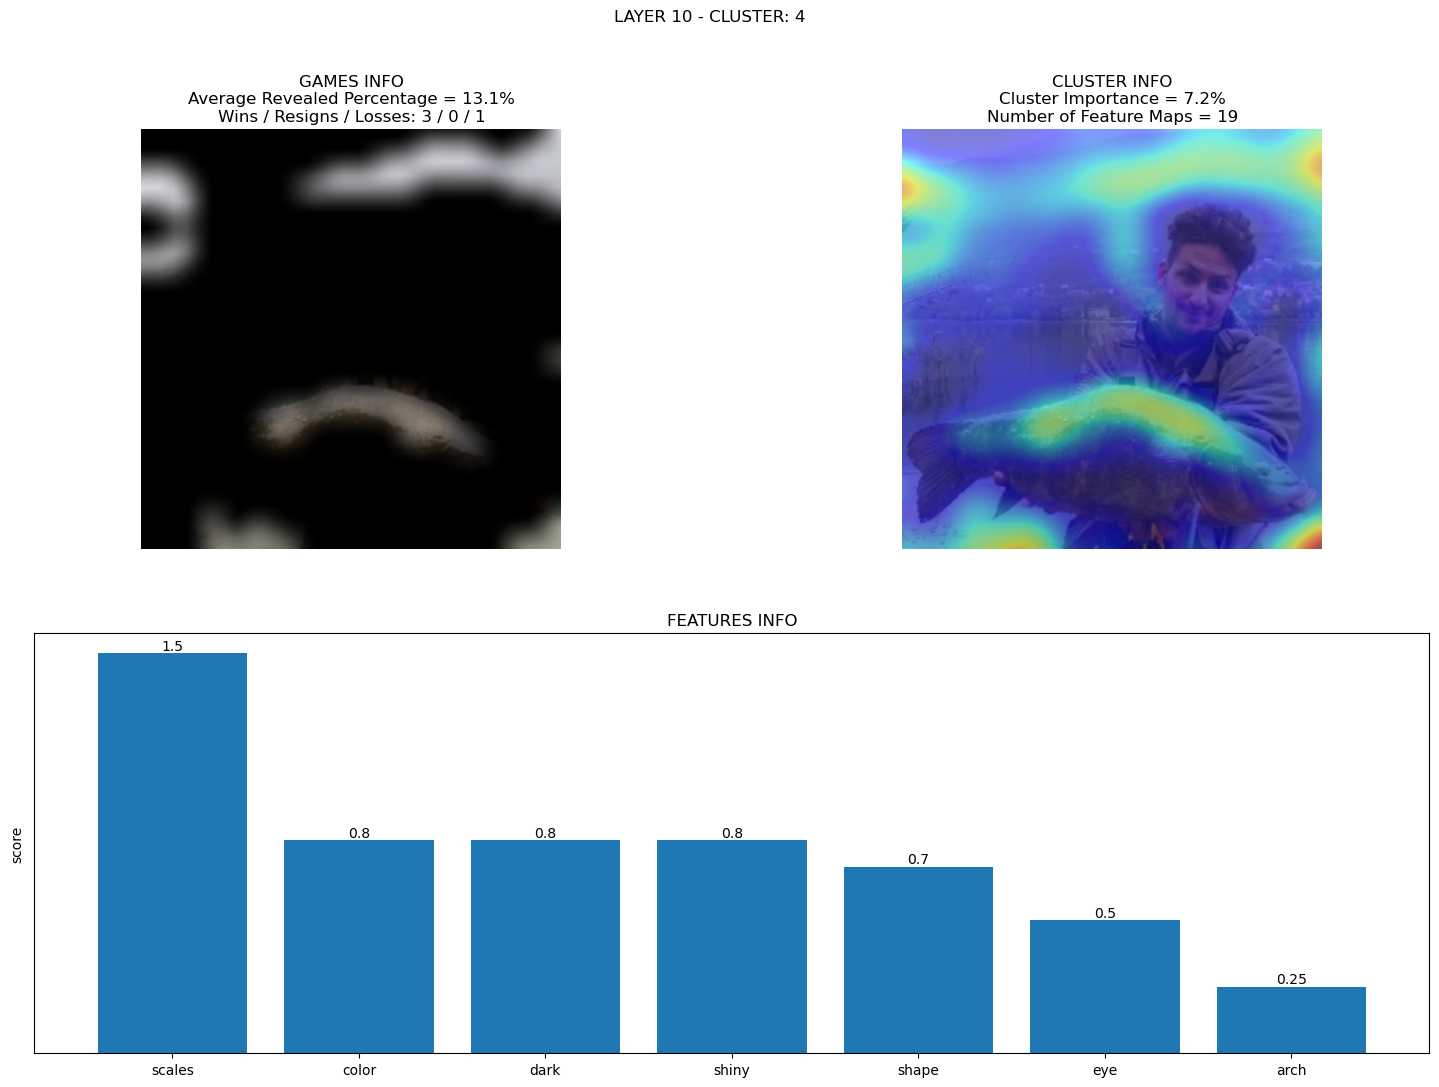 LAYER 10 - CLUSTER: 4
GAMES INFO
Average Revealed Percentage = 13.1%
Wins / Resigns / Losses: 3 / 0 / 1
CLUSTER INFO
Cluster Importance = 7.2%
Number of Feature Maps = 19
FEATURES INFO
score
1.5
0.8
0.8
0.8
0.7
0.5
0.25
scales
color
dark
shiny
shape
eye
arch